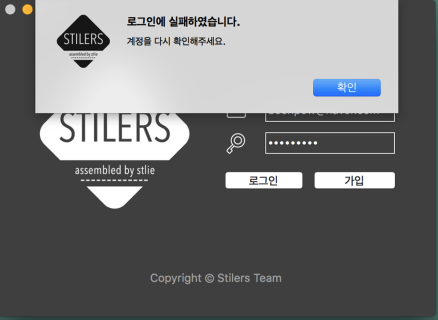 로그인에 실패하였습니다.
STILERS
assembled by stlie
계정을 다시 확인해주세요.
확인
STILERS
assembled by stlie
•••••••••
로그인
가입
Copyright © Stilers Team